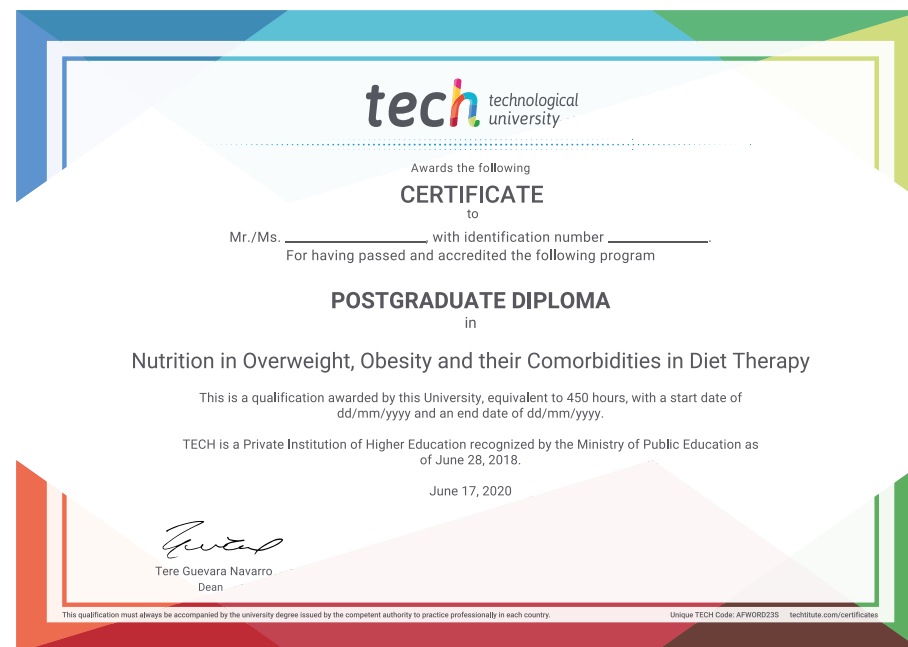 tech technological
university
Awards the following
CERTIFICATE
to
Mr./Ms. ____________, with identification number _________.
For having passed and accredited the following program
POSTGRADUATE DIPLOMA
in
Nutrition in Overweight, Obesity and their Comorbidities in Diet Therapy
This is a qualification awarded by this University, equivalent to 450 hours, with a start date of
dd/mm/yyyy and an end date of dd/mm/yyyy.
TECH is a Private Institution of Higher Education recognized by the Ministry of Public Education as
of June 28, 2018.
June 17, 2020
Tere Guevara Navarro
Dean
This qualification must always be accompanied by the university degree issued by the competent authority to practice professionally in each country. Unique TECH Code: AFWORD23S techtitute.com/certificates